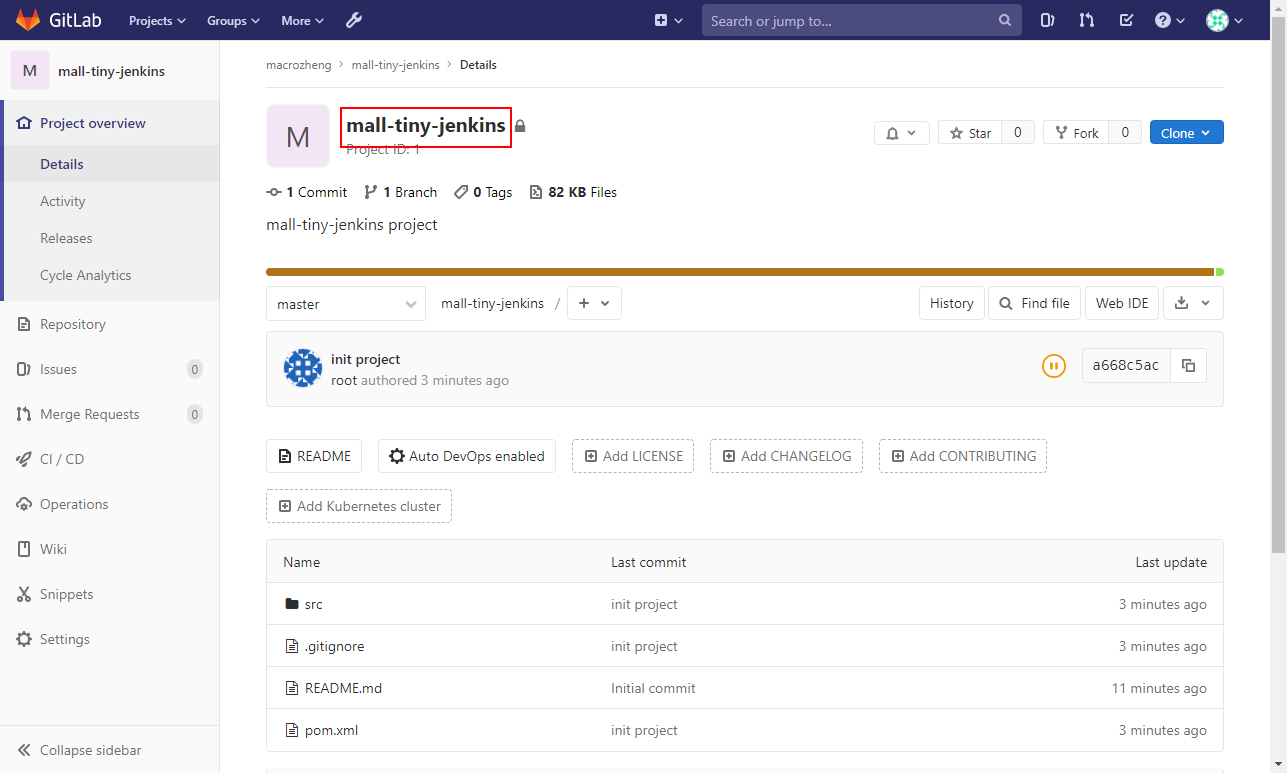 GitLab Projects Groups More Search or jump to...
M mall-tiny-jenkins
Project overview
Details
Activity
Releases
Cycle Analytics
Repository
Issues 0
Merge Requests 0
CI / CD
Operations
Wiki
Snippets
Settings
Collapse sidebar
macrozheng > mall-tiny-jenkins > Details
M
mall-tiny-jenkins
Project ID: 1
Star 0 Fork 0 Clone
1 Commit 1 Branch 0 Tags 82 KB Files
mall-tiny-jenkins project
master mall-tiny-jenkins / + History Find file Web IDE
init project
root authored 3 minutes ago
a668c5ac
README Auto DevOps enabled Add LICENSE Add CHANGELOG Add CONTRIBUTING
Add Kubernetes cluster
Name Last commit Last update
src init project 3 minutes ago
.gitignore init project 3 minutes ago
README.md Initial commit 11 minutes ago
pom.xml init project 3 minutes ago